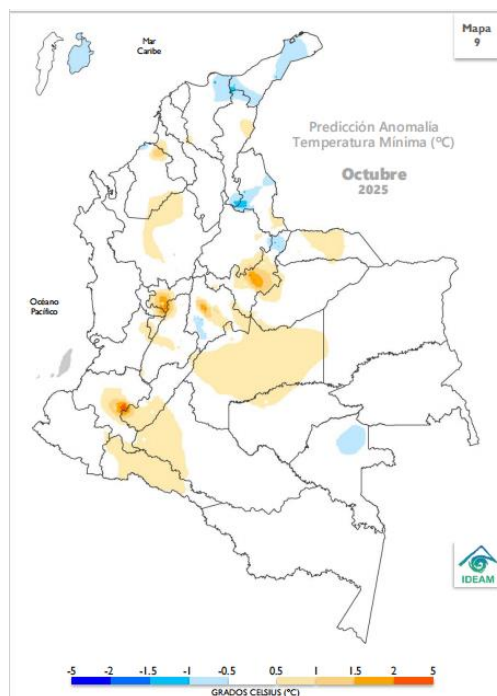 Mapa
9
Mar
Caribe
Predicción Anomalía
Temperatura Mínima (ºC)
Octubre
2025
Océano
Pacífico
IDEAM
-5 -2 -1.5 -1 -0.5 0.5 1 1.5 2 5
GRADOS CELSIUS (ºC)